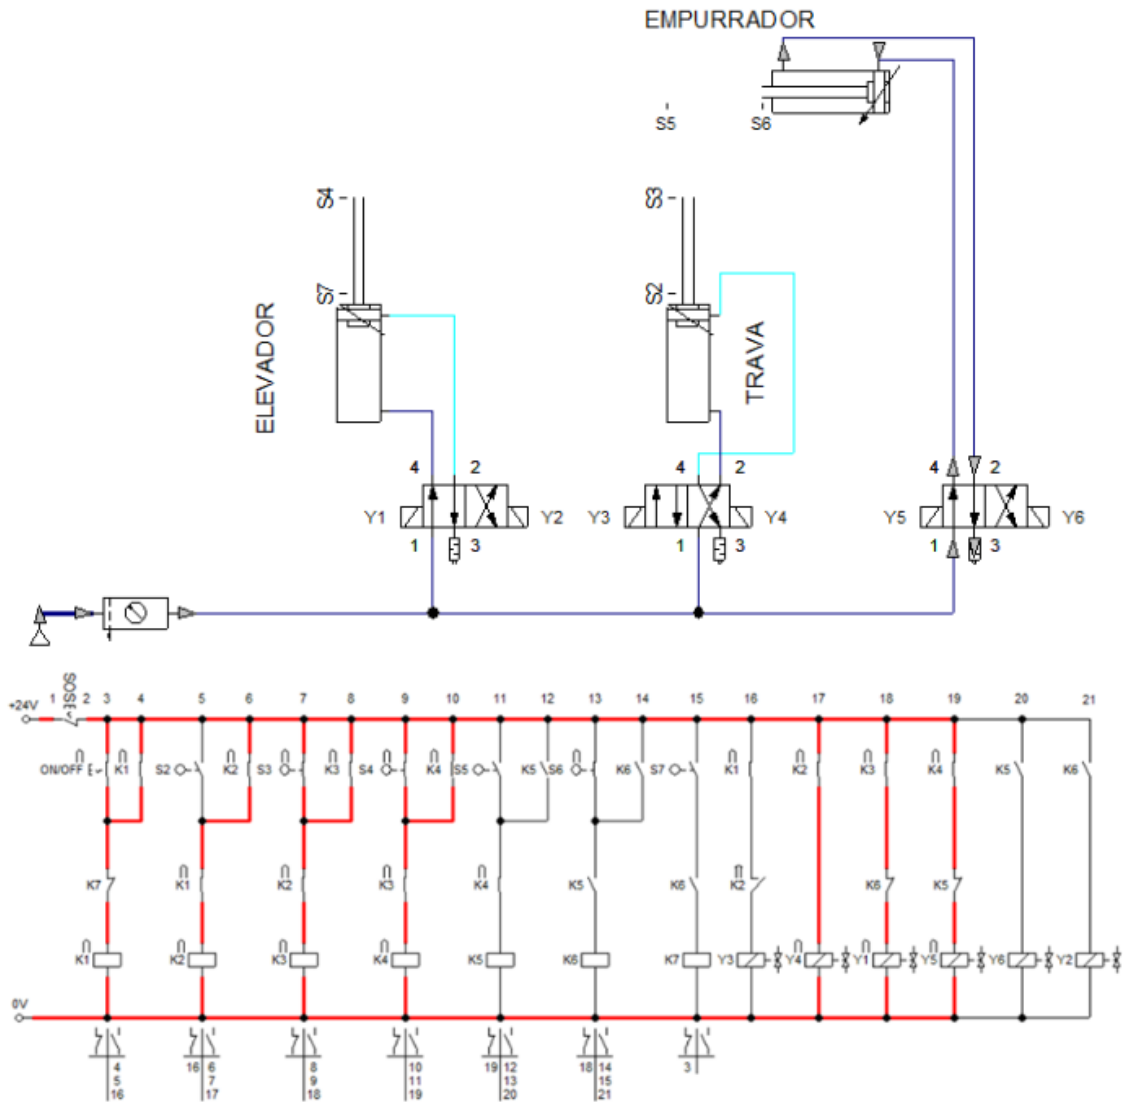 EMPURRADOR
S5 S6
S4
S7
ELEVADOR
S3
S2
TRAVA
4 2
Y1 Y2
1 3
4 2
Y3 Y4
1 3
4 2
Y5 Y6
1 3
SOS
+24V 1 2 3 4 5 6 7 8 9 10 11 12 13 14 15 16 17 18 19 20 21
ON/OFF K1 S2 K2 S3 K3 S4 K4 S5 K5 S6 K6 S7 K1 K2 K3 K4 K5 K6
K7 K1 K2 K3 K4 K5 K6 K2 K6 K5
K1 K2 K3 K4 K5 K6 K7 Y3 Y4 Y1 Y5 Y6 Y2
0V
4 16 6 8 10 19 12 18 14 3
5 7 9 11 13 15
16 17 18 19 20 21